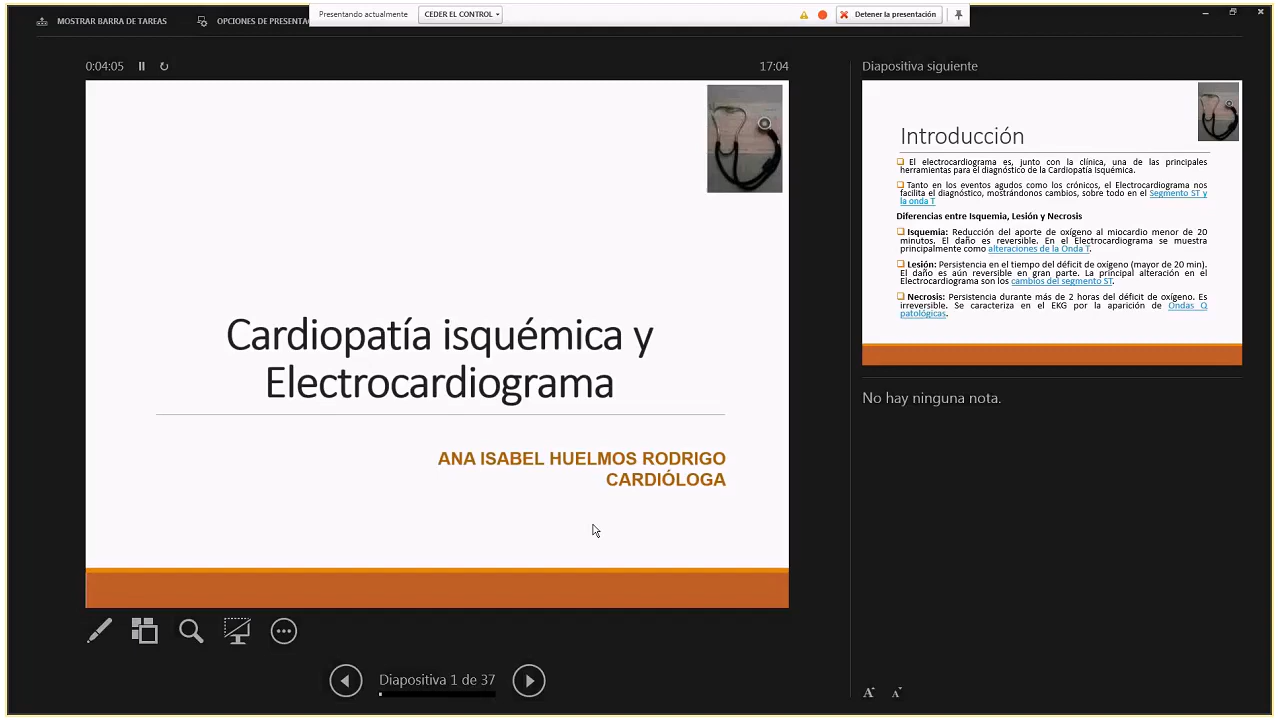 MOSTRAR BARRA DE TAREAS
OPCIONES DE PRESENTA
Presentando actualmente
CEDER EL CONTROL
Detener la presentación
0:04:05
17:04
Cardiopatía isquémica y
Electrocardiograma
ANA ISABEL HUELMOS RODRIGO
CARDIÓLOGA
Diapositiva 1 de 37
Diapositiva siguiente
Introducción
El electrocardiograma es, junto con la clínica, una de las principales
herramientas para el diagnóstico de la Cardiopatía Isquémica.
Tanto en los eventos agudos como los crónicos, el Electrocardiograma nos
facilita el diagnóstico, mostrándonos cambios, sobre todo en el Segmento ST y
la onda T
Diferencias entre Isquemia, Lesión y Necrosis
Isquemia: Reducción del aporte de oxígeno al miocardio menor de 20
minutos. El daño es reversible. En el Electrocardiograma se muestra
principalmente como alteraciones de la Onda T.
Lesión: Persistencia en el tiempo del déficit de oxígeno (mayor de 20 min).
El daño es aún reversible en gran parte. La principal alteración en el
Electrocardiograma son los cambios del segmento ST.
Necrosis: Persistencia durante más de 2 horas del déficit de oxígeno. Es
irreversible. Se caracteriza en el EKG por la aparición de Ondas Q
patológicas.
No hay ninguna nota.
A A